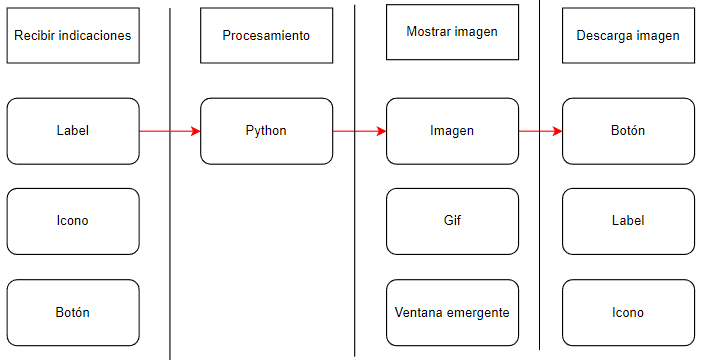 Recibir indicaciones
Procesamiento
Mostrar imagen
Descarga imagen
Label
Python
Imagen
Botón
Icono
Gif
Label
Botón
Ventana emergente
Icono